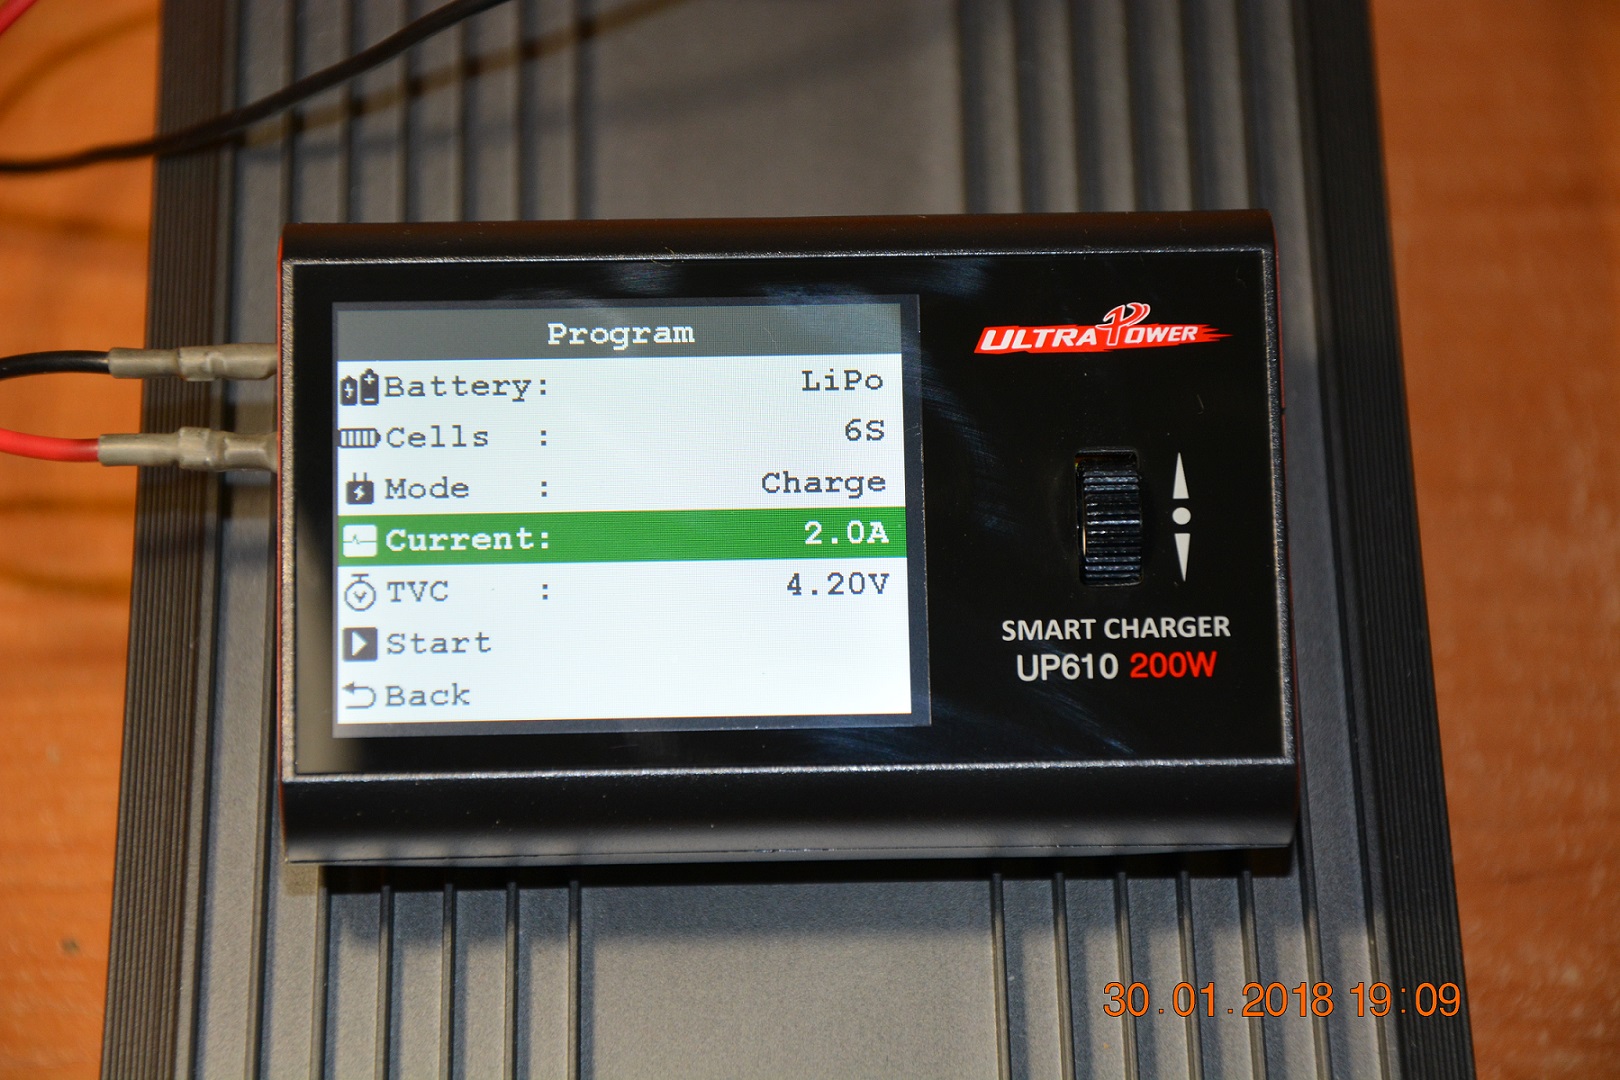 Program
Battery: LiPo
Cells : 6S
Mode : Charge
Current: 2.0A
TVC : 4.20V
Start
Back
ULTRA POWER
SMART CHARGER
UP610 200W
30.01.2018 19:09